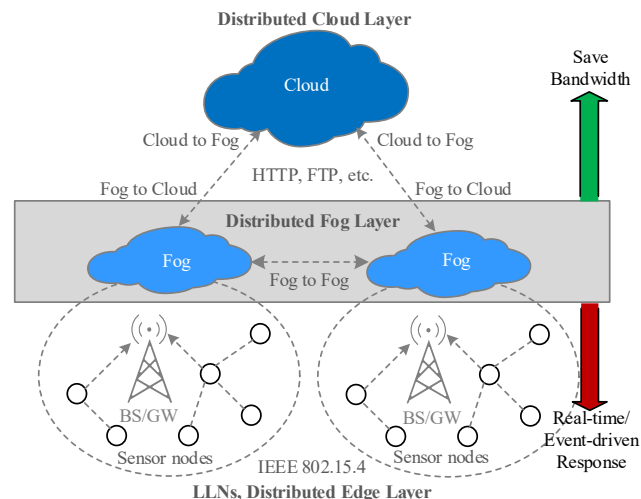 Distributed Cloud Layer
Cloud
Save
Bandwidth
Cloud to Fog
Cloud to Fog
HTTP, FTP, etc.
Fog to Cloud
Fog to Cloud
Distributed Fog Layer
Fog
Fog
Fog to Fog
BS/GW
BS/GW
Sensor nodes
Sensor nodes
Real-time/
Event-driven
Response
IEEE 802.15.4
LLNs, Distributed Edge Layer